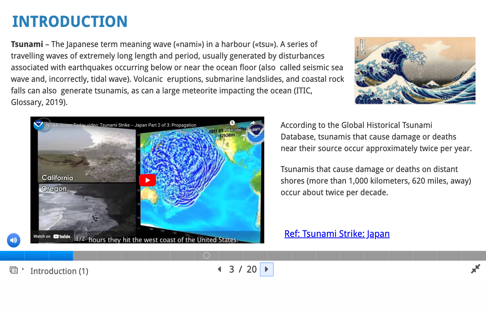 INTRODUCTION
Tsunami – The Japanese term meaning wave («nami») in a harbour («tsu»). A series of
travelling waves of extremely long length and period, usually generated by disturbances
associated with earthquakes occurring below or near the ocean floor (also called seismic sea
wave and, incorrectly, tidal wave). Volcanic eruptions, submarine landslides, and coastal rock
falls can also generate tsunamis, as can a large meteorite impacting the ocean (ITIC,
Glossary, 2019).
Tsunami Strike – Japan Part 2 of 3: Propagation
California
Oregon
Watch on YouTube
hours they hit the west coast of the United States.
According to the Global Historical Tsunami
Database, tsunamis that cause damage or deaths
near their source occur approximately twice per year.
Tsunamis that cause damage or deaths on distant
shores (more than 1,000 kilometers, 620 miles, away)
occur about twice per decade.
Ref: Tsunami Strike: Japan
Introduction (1)
3 / 20